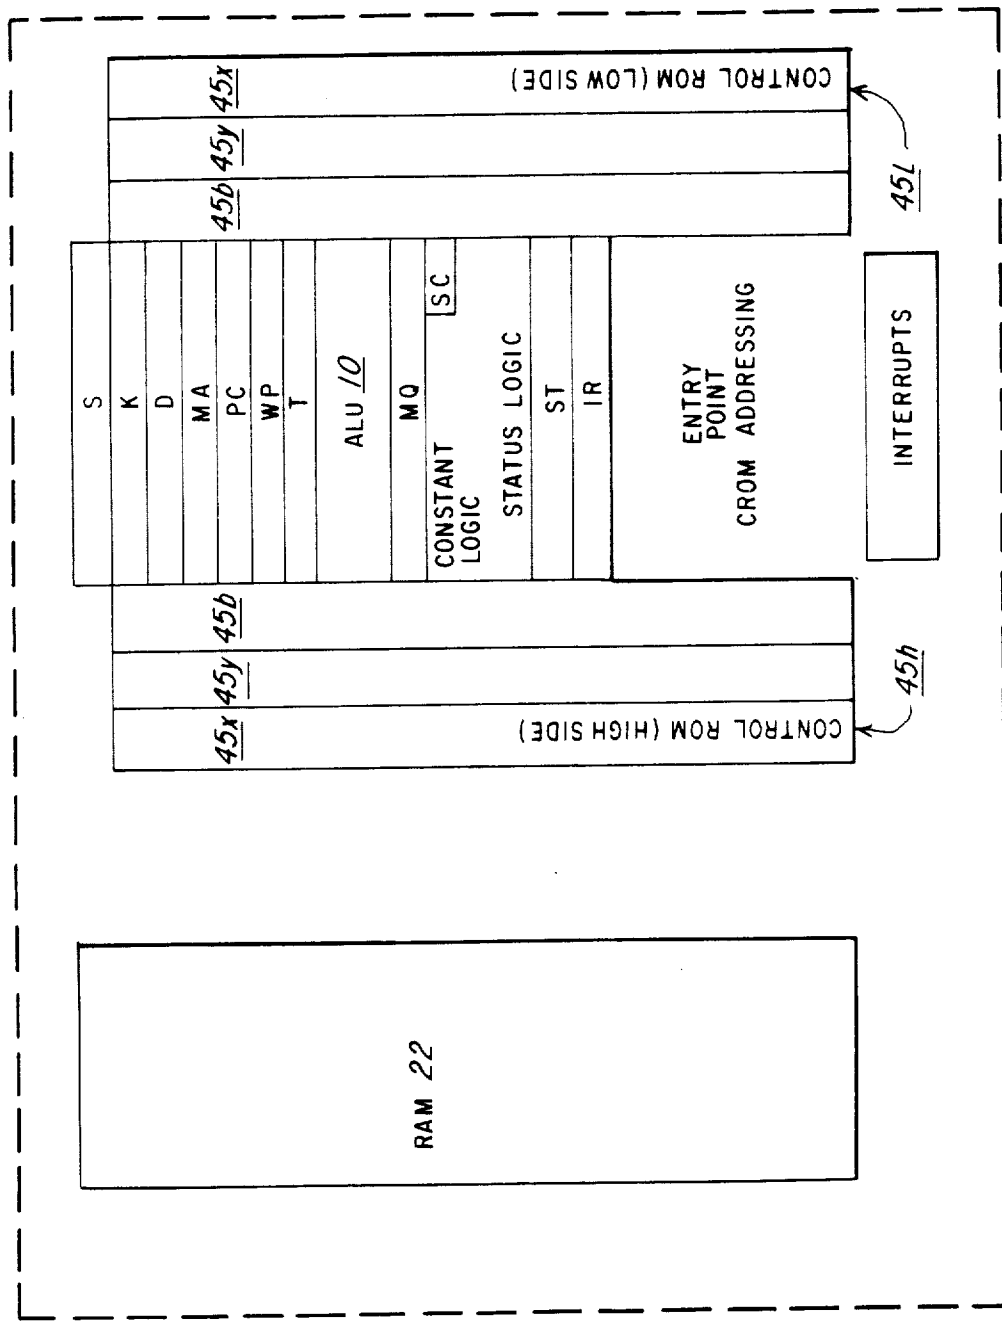 RAM 22
45x
45y
45b
CONTROL ROM (HIGH SIDE)
45h
S
K
D
MA
PC
WP
T
ALU 10
MQ
CONSTANT
LOGIC
SC
STATUS LOGIC
ST
IR
ENTRY
POINT
CROM ADDRESSING
INTERRUPTS
45b
45y
45x
CONTROL ROM (LOW SIDE)
45L